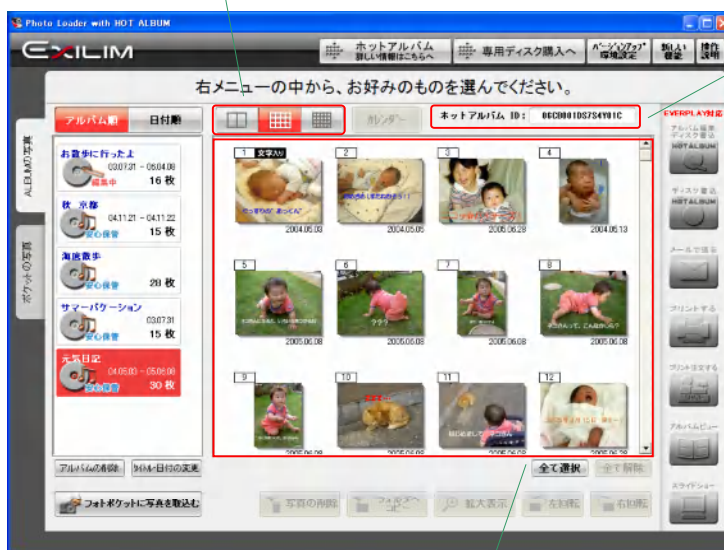 Photo Loader with HOT ALBUM
EXILIM
ホットアルバム
詳しい情報はこちらへ
専用ディスク購入へ
バージョンアップ
環境設定
新しい
機能
操作
説明
右メニューの中から、お好みのものを選んでください。
アルバム順
日付順
カレンダー
ホットアルバム ID:
EVERPLAY対応
ALBUMの写真
ポケットの写真
お散歩に行ったよ
03.07.31 - 05.04.08
編集中
16 枚
秋 京都
04.11.21 - 04.11.22
安心保管
15 枚
海底散歩
安心保管
28 枚
サマーバケーション
03.07.31
安心保管
15 枚
元気日記
04.05.03 - 05.06.08
安心保管
30 枚
1
文字入り
2004.05.03
2
2004.05.05
3
2005.06.28
4
2004.05.13
5
2005.06.08
6
???
2005.06.08
7
2005.06.08
8
2005.06.08
9
2005.06.08
10
2005.06.08
11
2005.06.08
12
アルバム編集
ディスク書込
HOT ALBUM
ディスク書込
HOT ALBUM
メールで送る
プリントする
プリント注文する
アルバムビュー
スライドショー
アルバムの削除
タイトル・日付の変更
全て選択
全て解除
フォトポケットに写真を取込む
写真の削除
拡大表示
左回転
右回転